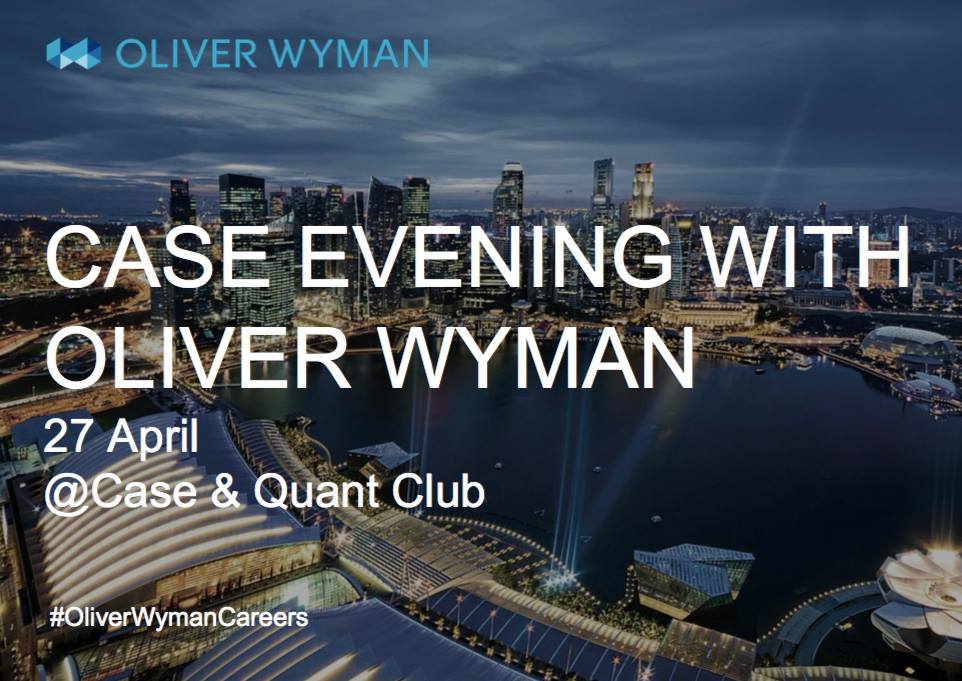 OLIVER WYMAN
CASE EVENING WITH
OLIVER WYMAN
27 April
@Case & Quant Club
#OliverWymanCareers